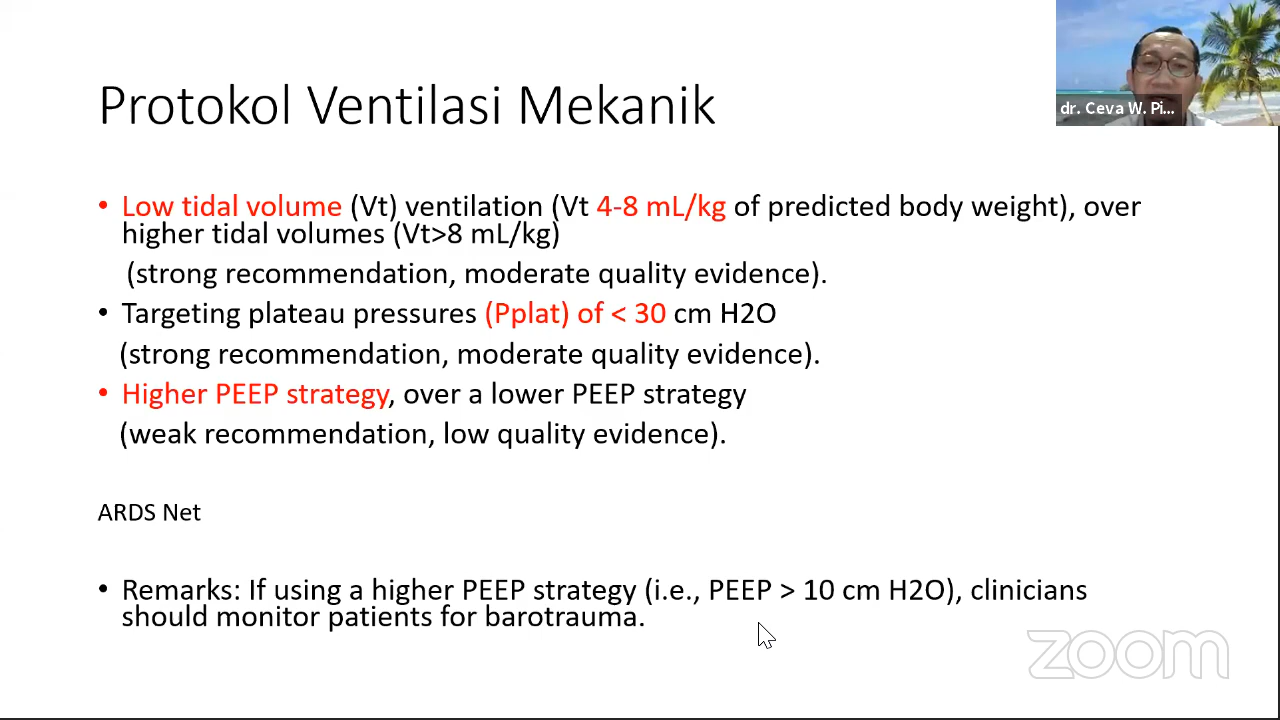 Protokol Ventilasi Mekanik
dr. Ceva W. Pi...
• Low tidal volume (Vt) ventilation (Vt 4-8 mL/kg of predicted body weight), over
higher tidal volumes (Vt>8 mL/kg)
(strong recommendation, moderate quality evidence).
• Targeting plateau pressures (Pplat) of < 30 cm H2O
(strong recommendation, moderate quality evidence).
• Higher PEEP strategy, over a lower PEEP strategy
(weak recommendation, low quality evidence).
ARDS Net
• Remarks: If using a higher PEEP strategy (i.e., PEEP > 10 cm H2O), clinicians
should monitor patients for barotrauma.
zoom